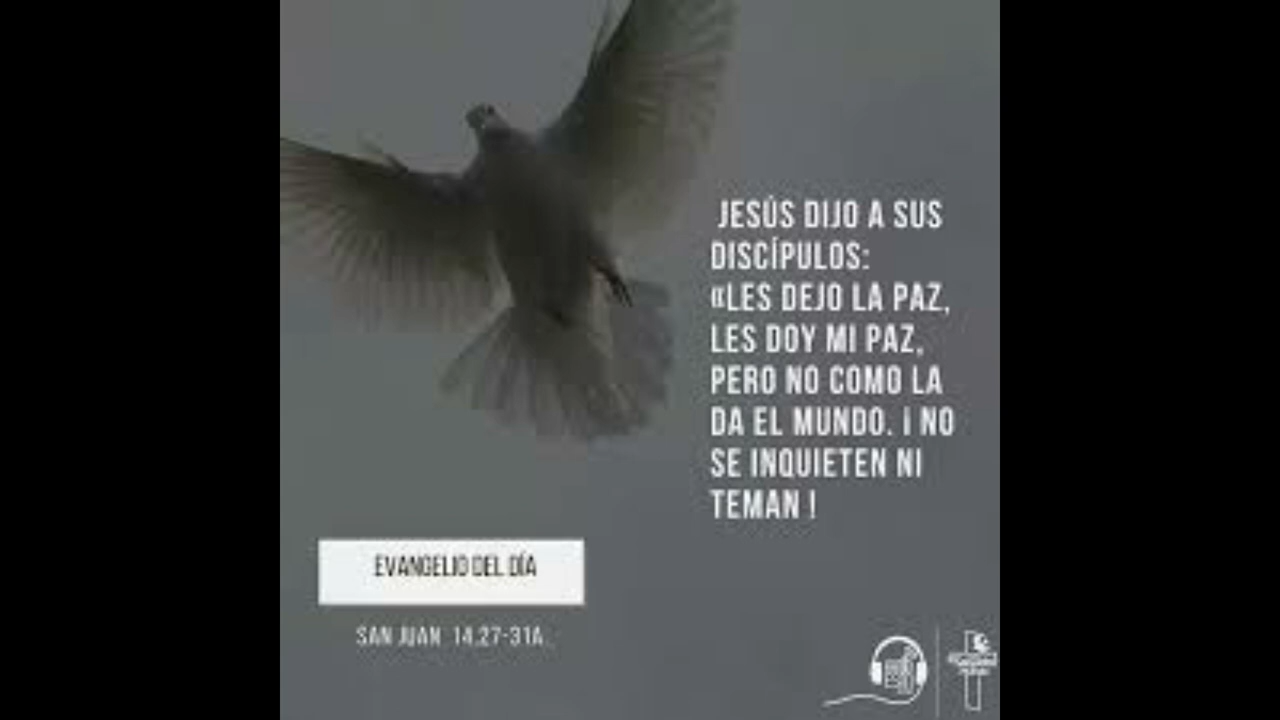 JESÚS DIJO A SUS
DISCÍPULOS:
«LES DEJO LA PAZ,
LES DOY MI PAZ,
PERO NO COMO LA
DA EL MUNDO. ¡ NO
SE INQUIETEN NI
TEMAN !
EVANGELIO DEL DÍA
SAN JUAN 14,27-31A.